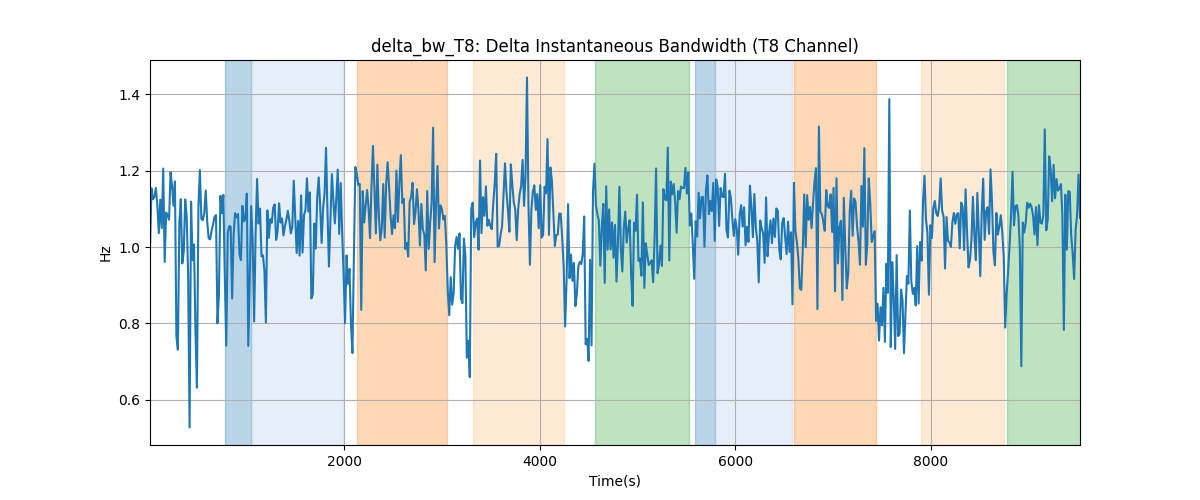 delta_bw_T8: Delta Instantaneous Bandwidth (T8 Channel)
1.4
1.2
1.0
0.8
0.6
Hz
2000 4000 6000 8000
Time(s)